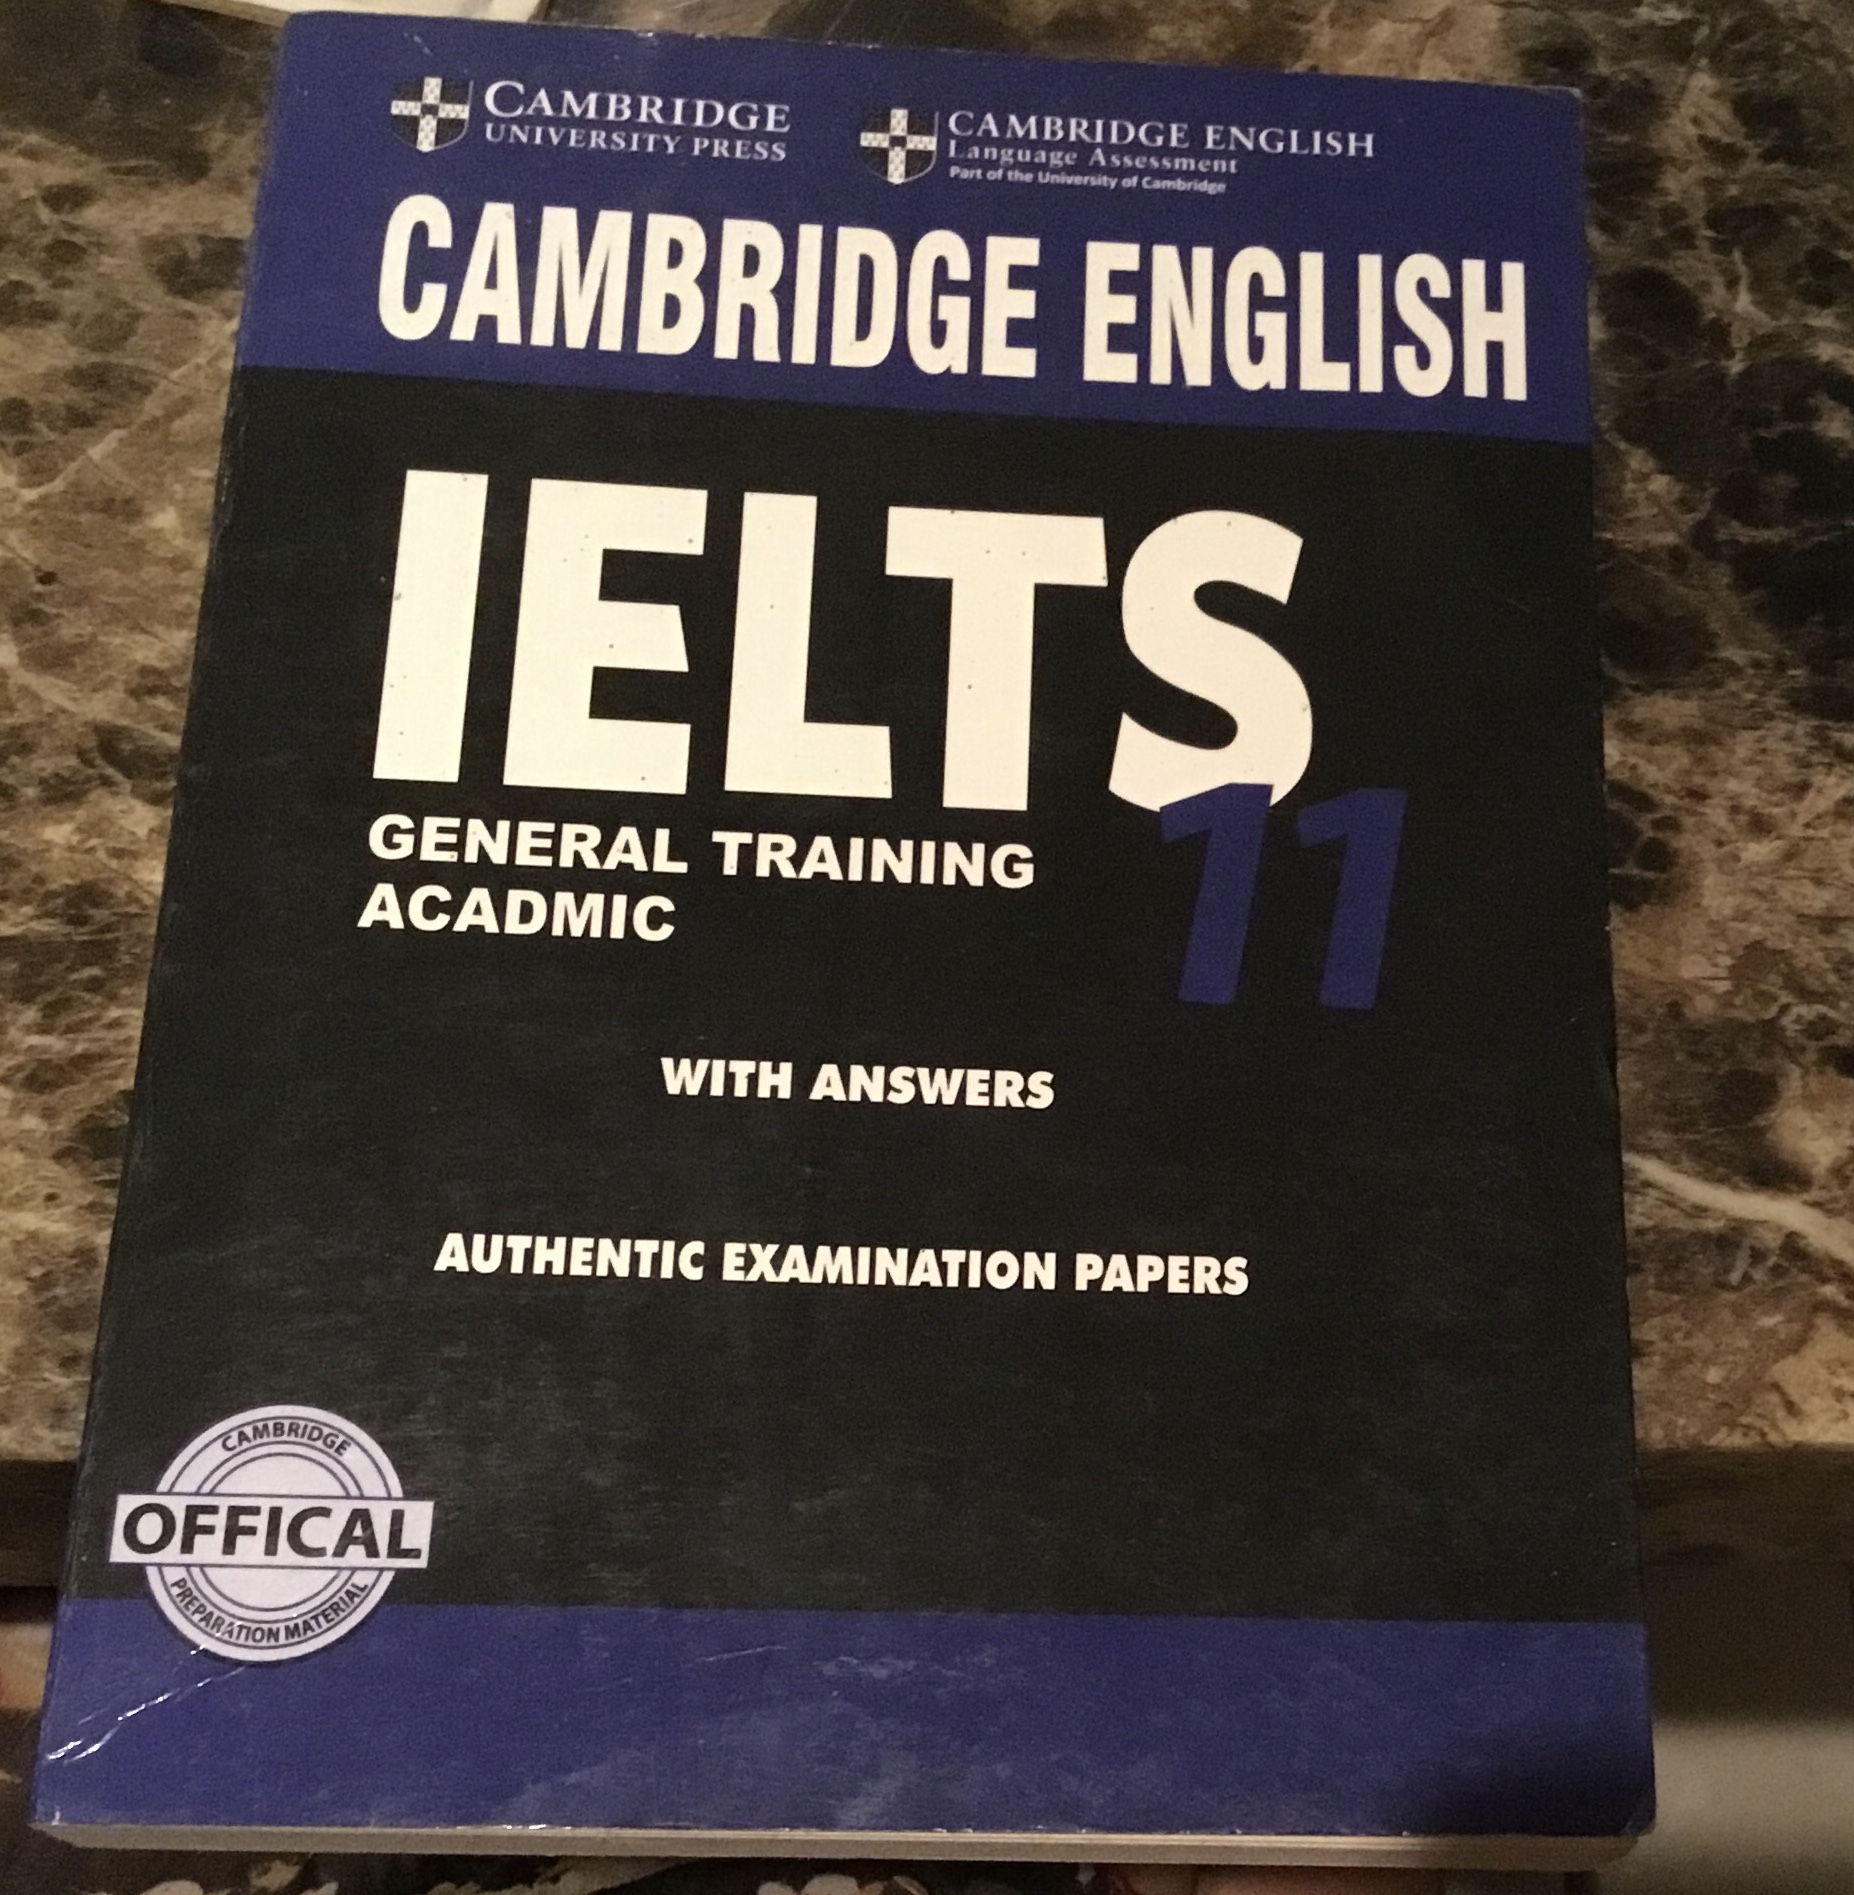 CAMBRIDGE
UNIVERSITY PRESS
CAMBRIDGE ENGLISH
Language Assessment
Part of the University of Cambridge
CAMBRIDGE ENGLISH
IELTS
11
GENERAL TRAINING
ACADMIC
WITH ANSWERS
AUTHENTIC EXAMINATION PAPERS
CAMBRIDGE
OFFICAL
PREPARATION MATERIAL